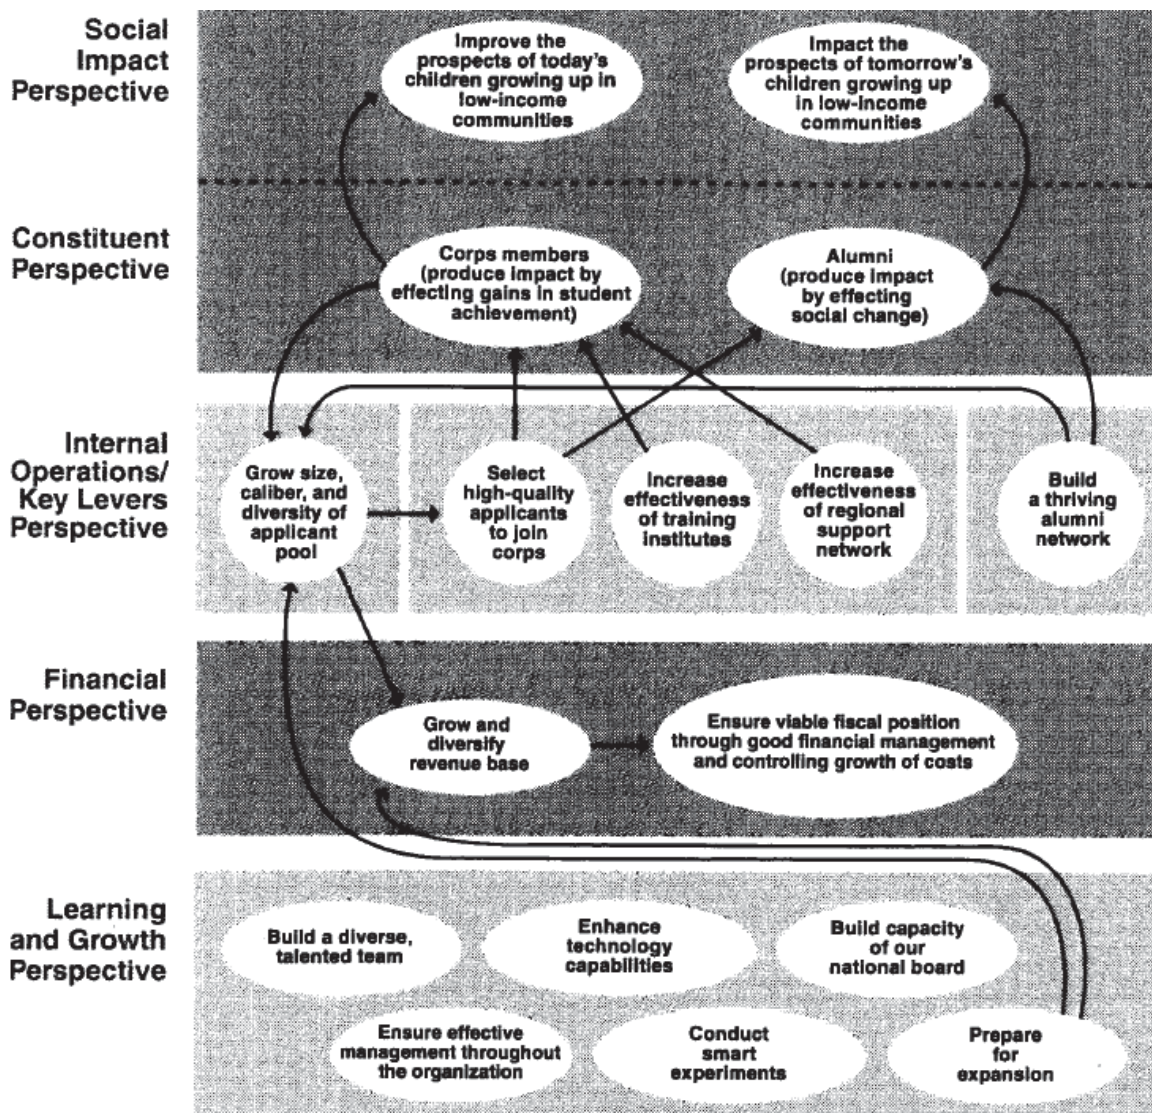 Social
Impact
Perspective
Improve the
prospects of today's
children growing up in
low-income
communities
Impact the
prospects of tomorrow's
children growing up
in low-income
communities
Constituent
Perspective
Corps members
(produce impact by
effecting gains in student
achievement)
Alumni
(produce impact
by effecting
social change)
Internal
Operations/
Key Levers
Perspective
Grow size,
caliber, and
diversity of
applicant
pool
Select
high-quality
applicants
to join
corps
Increase
effectiveness
of training
institutes
Increase
effectiveness
of regional
support
network
Build
a thriving
alumni
network
Financial
Perspective
Grow and
diversify
revenue base
Ensure viable fiscal position
through good financial management
and controlling growth of costs
Learning
and Growth
Perspective
Build a diverse,
talented team
Enhance
technology
capabilities
Build capacity
of our
national board
Ensure effective
management throughout
the organization
Conduct
smart
experiments
Prepare
for
expansion